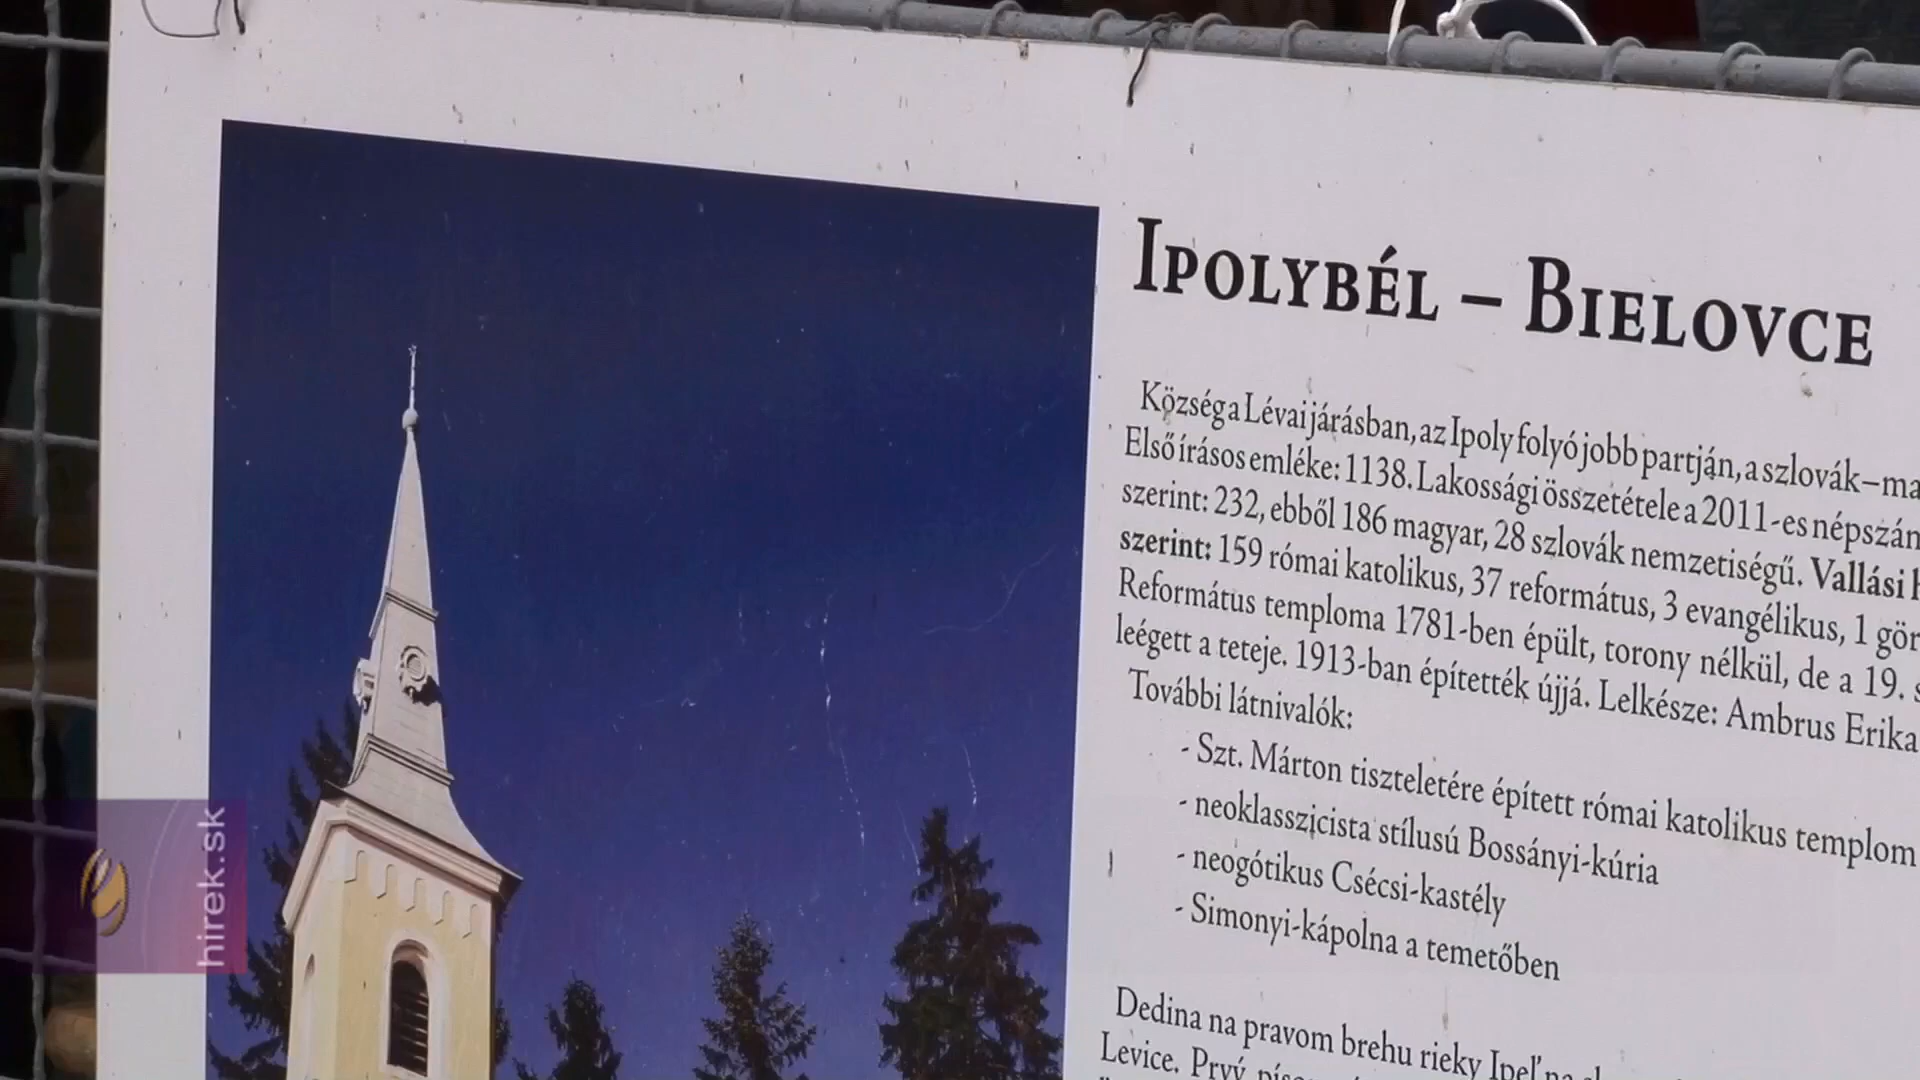 IPOLYBÉL – BIELOVCE
Község a Lévai járásban, az Ipoly folyó jobb partján, a szlovák–ma
Első írásos emléke: 1138. Lakossági összetétele a 2011-es népszán
szerint: 232, ebből 186 magyar, 28 szlovák nemzetiségű. Vallási
szerint: 159 római katolikus, 37 református, 3 evangélikus, 1 gör
Református temploma 1781-ben épült, torony nélkül, de a 19.
leégett a teteje. 1913-ban építették újjá. Lelkésze: Ambrus Erika
További látnivalók:
- Szt. Márton tiszteletére épített római katolikus templom
- neoklasszicista stílusú Bossányi-kúria
- neogótikus Csécsi-kastély
- Simonyi-kápolna a temetőben
Dedina na pravom brehu rieky Ipeľ na
Levice. Prvý
hirek.sk